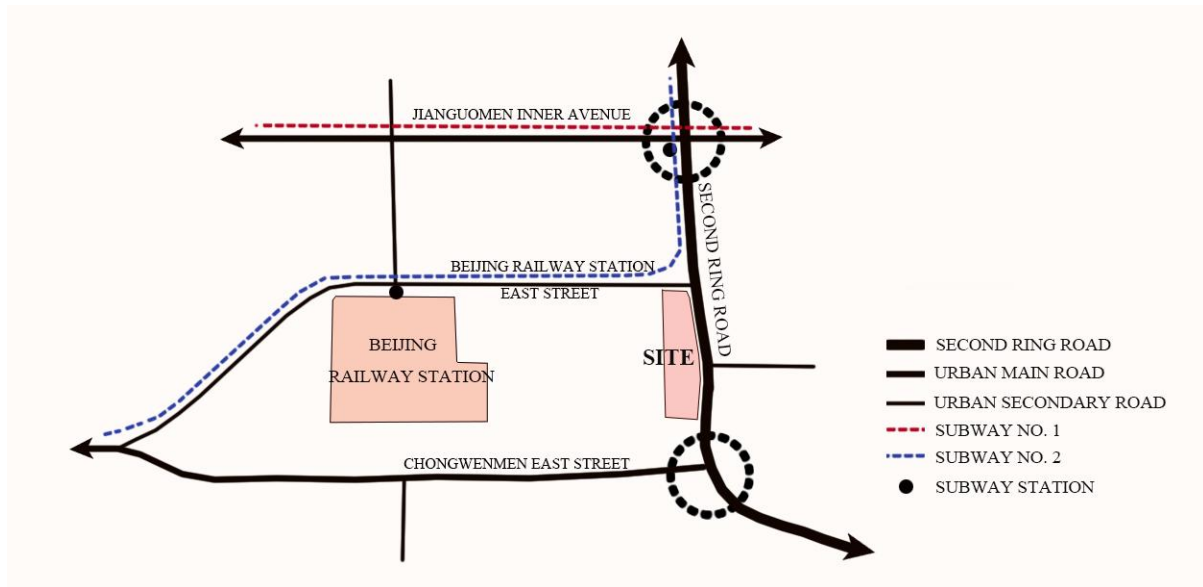 JIANGUOMEN INNER AVENUE
SECOND RING ROAD
BEIJING RAILWAY STATION
EAST STREET
BEIJING
RAILWAY STATION
SITE
CHONGWENMEN EAST STREET
SECOND RING ROAD
URBAN MAIN ROAD
URBAN SECONDARY ROAD
SUBWAY NO. 1
SUBWAY NO. 2
SUBWAY STATION